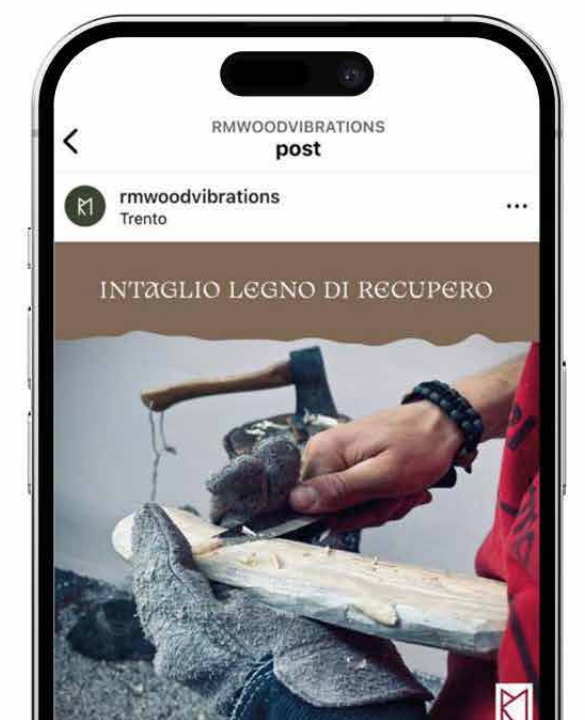 RMWOODVIBRATIONS
post
rmwoodvibrations
Trento
INTAGLIO LEGNO DI RECUPERO